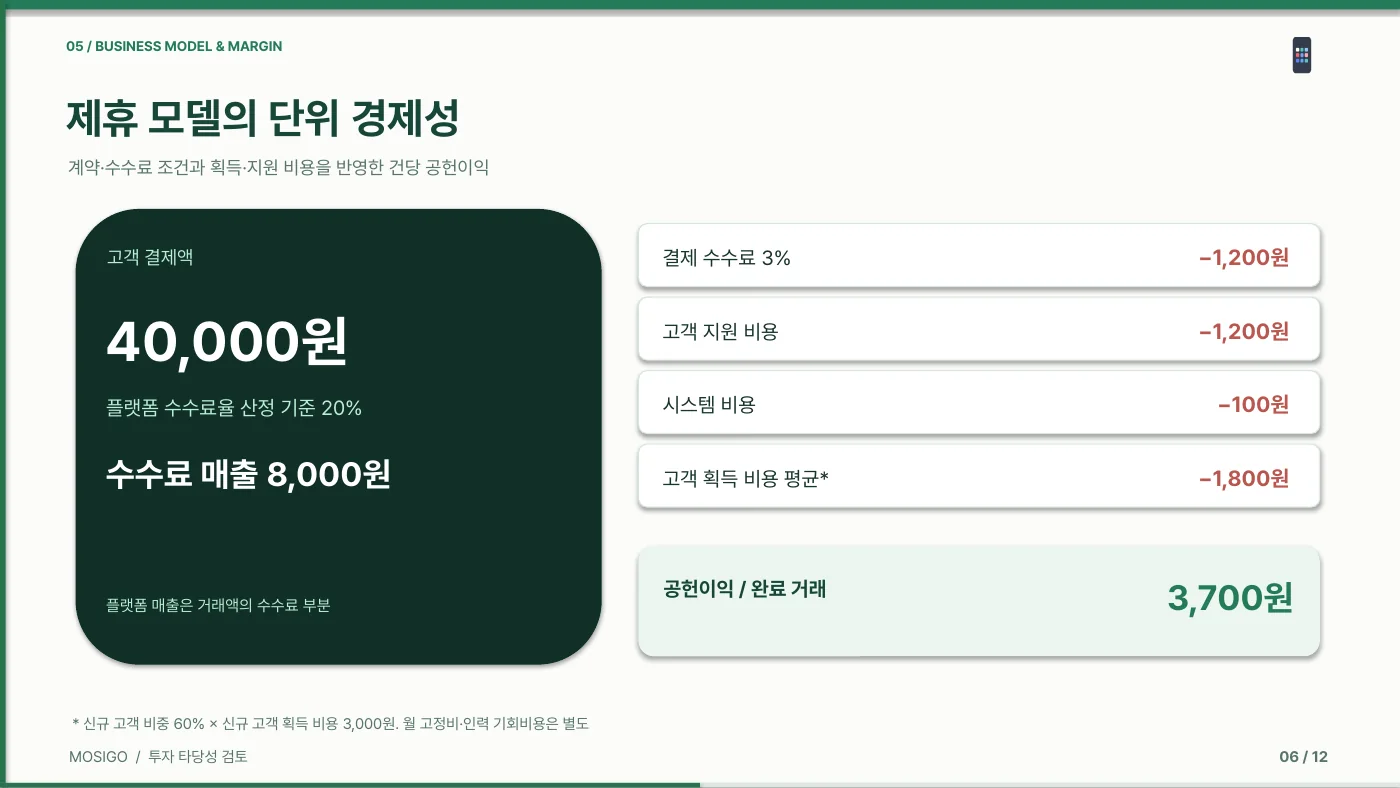 05 / BUSINESS MODEL & MARGIN
제휴 모델의 단위 경제성
계약·수수료 조건과 획득·지원 비용을 반영한 건당 공헌이익
고객 결제액
40,000원
플랫폼 수수료율 산정 기준 20%
수수료 매출 8,000원
플랫폼 매출은 거래액의 수수료 부분
결제 수수료 3% −1,200원
고객 지원 비용 −1,200원
시스템 비용 −100원
고객 획득 비용 평균* −1,800원
공헌이익 / 완료 거래 3,700원
* 신규 고객 비중 60% × 신규 고객 획득 비용 3,000원. 월 고정비·인력 기회비용은 별도
MOSIGO / 투자 타당성 검토
06 / 12